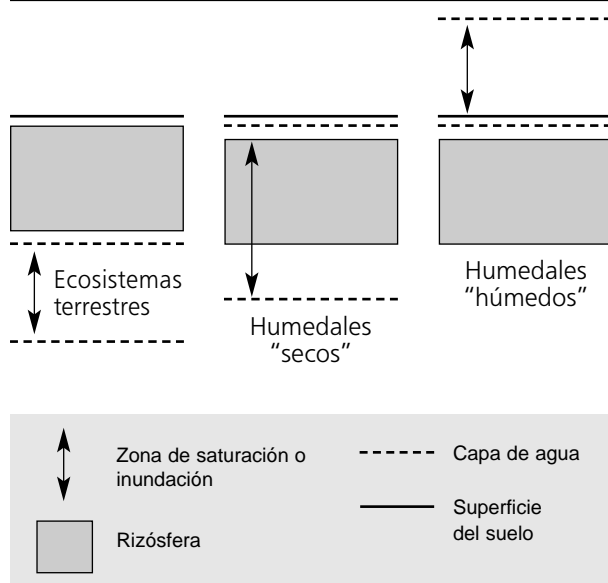 Ecosistemas
terrestres
Humedales
“secos”
Humedales
“húmedos”
Zona de saturación o
inundación
Rizósfera
Capa de agua
Superficie
del suelo